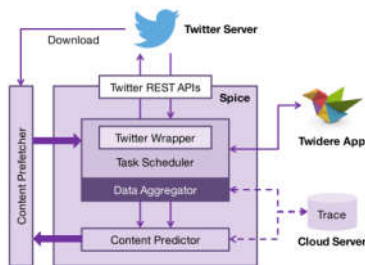 Twitter Server
Download
Twitter REST APIs
Spice
Twitter Wrapper
Task Scheduler
Twidere App
Content Prefetcher
Data Aggregator
Trace
Content Predictor
Cloud Server